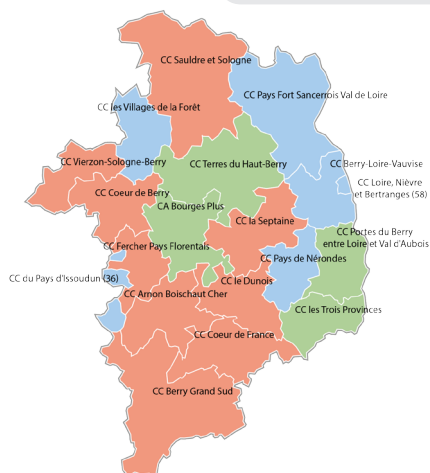 CC Sauldre et Sologne
CC Pays Fort Sancerrois Val de Loire
CC les Villages de la Forêt
CC Vierzon-Sologne-Berry
CC Terres du Haut-Berry
CC Berry-Loire-Vauvise
CC Loire, Nièvre
et Bertranges (58)
CC Coeur de Berry
CA Bourges Plus
CC la Septaine
CC Portes du Berry
entre Loire et Val d'Aubois
CC Fercher Pays Florentais
CC Pays de Nérondes
CC du Pays d'Issoudun (36)
CC le Dunois
CC Arnon Boischaut Cher
CC les Trois Provinces
CC Coeur de France
CC Berry Grand Sud